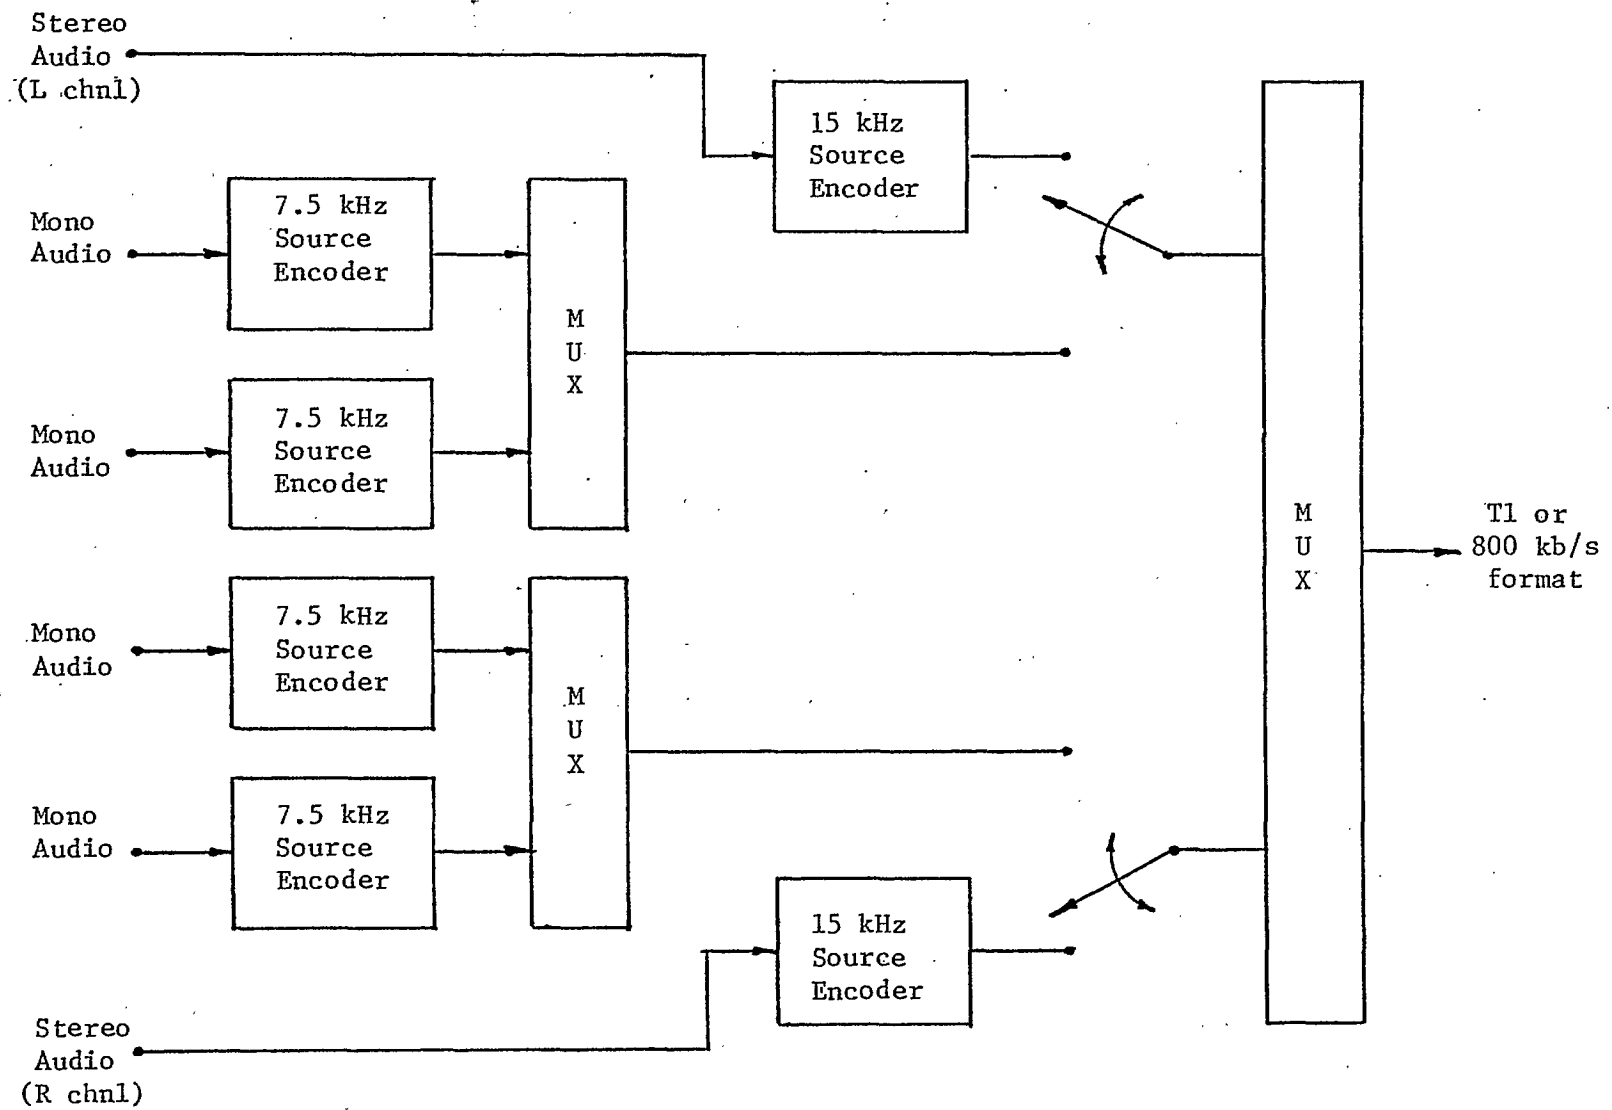 Stereo
Audio
(L chnl)
15 kHz
Source
Encoder
Mono
Audio
7.5 kHz
Source
Encoder
M
U
X
Mono
Audio
7.5 kHz
Source
Encoder
M
U
X
T1 or
800 kb/s
format
Mono
Audio
7.5 kHz
Source
Encoder
M
U
X
Mono
Audio
7.5 kHz
Source
Encoder
15 kHz
Source
Encoder
Stereo
Audio
(R chnl)